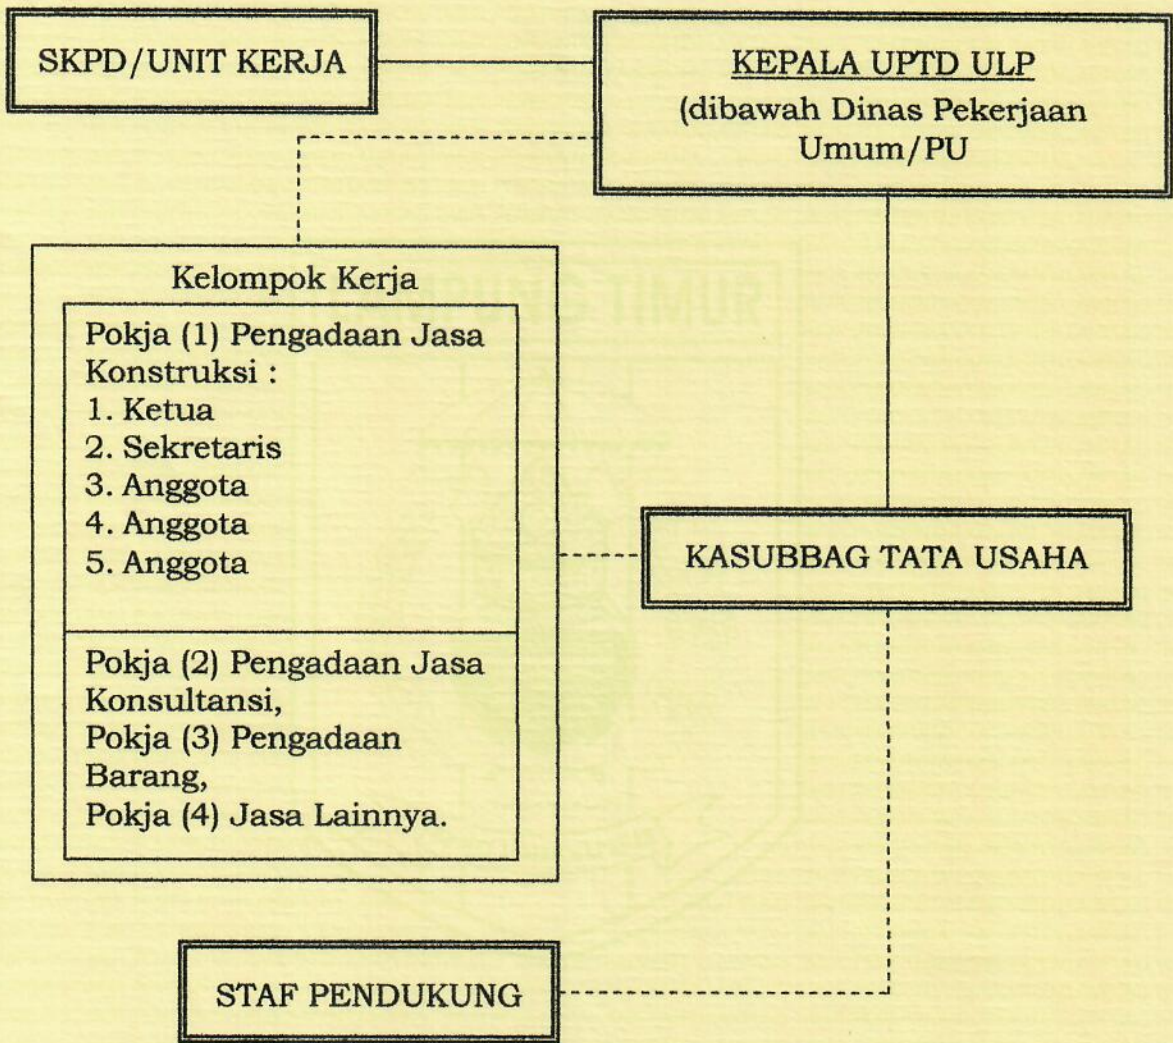 SKPD/UNIT KERJA
KEPALA UPTD ULP
(dibawah Dinas Pekerjaan
Umum/PU
Kelompok Kerja
LAMPUNG TIMUR
Pokja (1) Pengadaan Jasa
Konstruksi :
1. Ketua
2. Sekretaris
3. Anggota
4. Anggota
5. Anggota
KASUBBAG TATA USAHA
Pokja (2) Pengadaan Jasa
Konsultansi,
Pokja (3) Pengadaan
Barang,
Pokja (4) Jasa Lainnya.
STAF PENDUKUNG